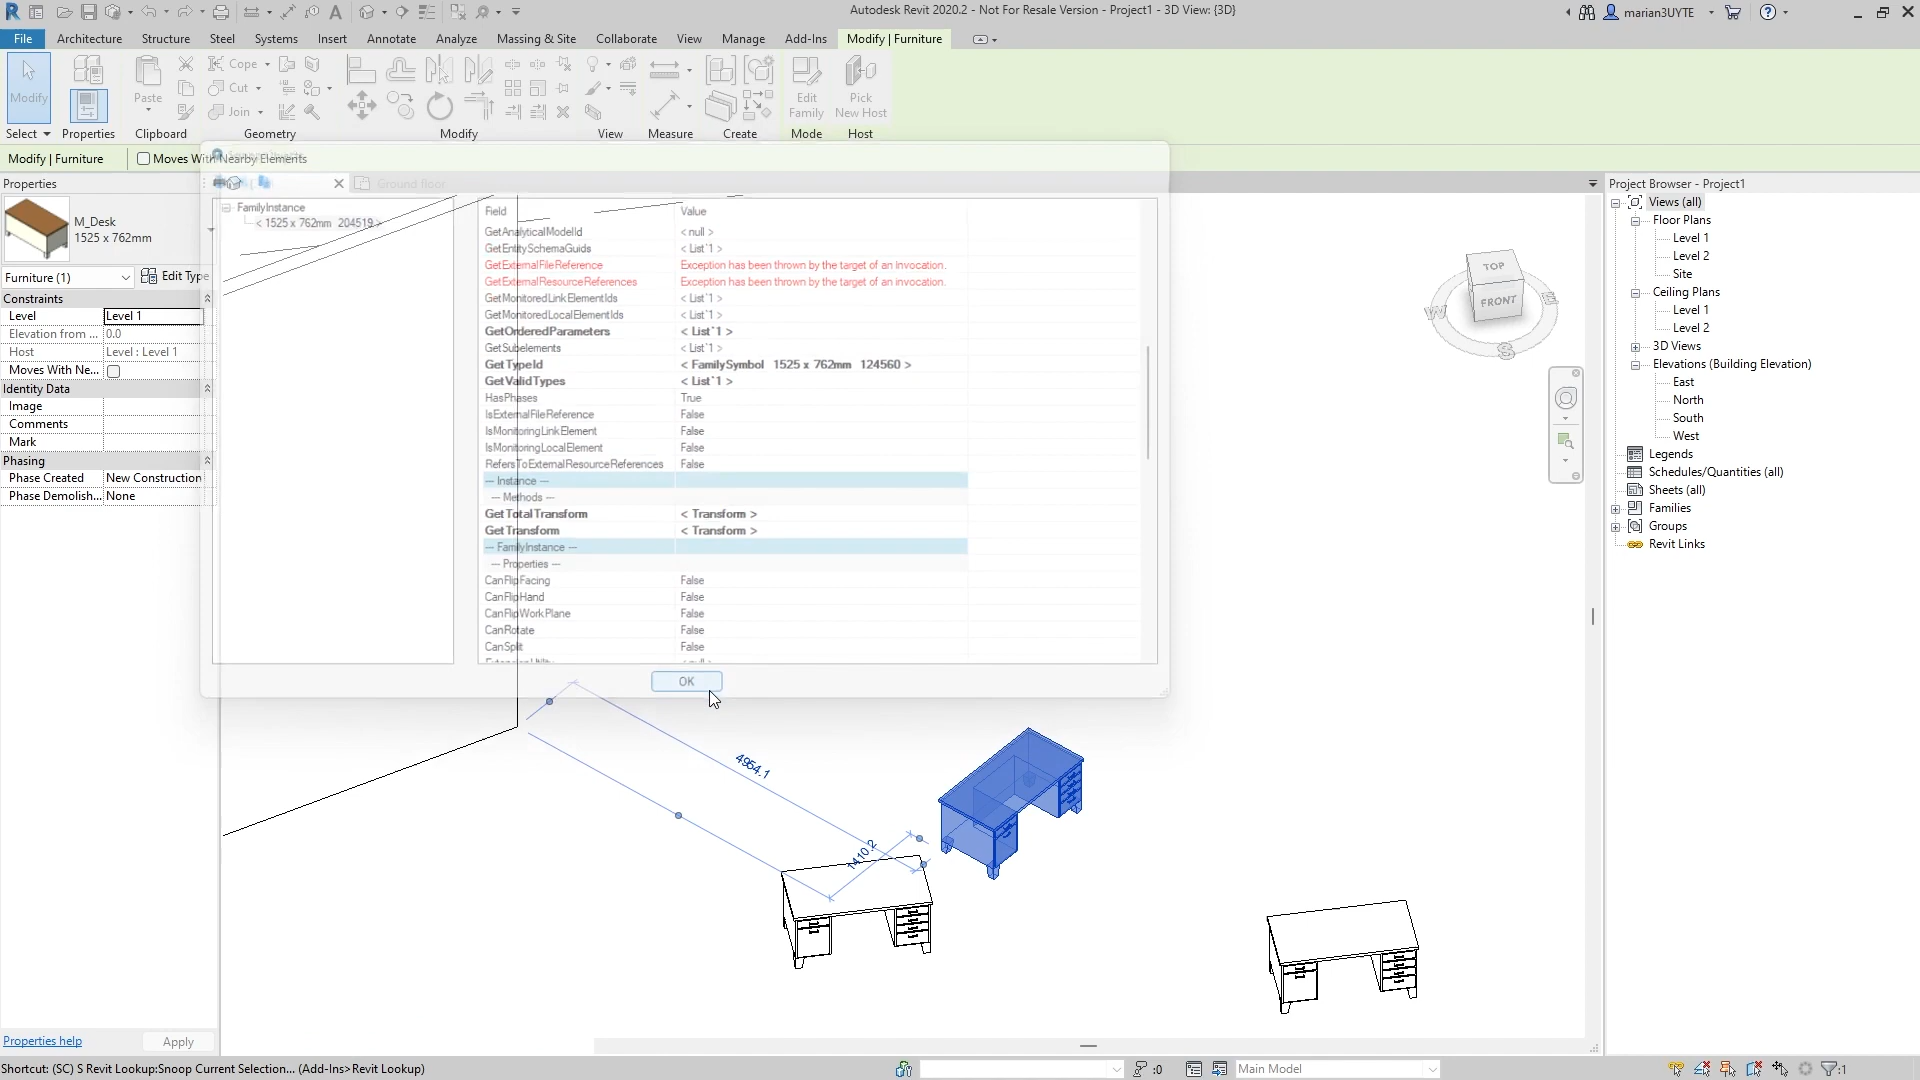 Autodesk Revit 2020.2 - Not For Resale Version - Project1 - 3D View: {3D}
marian3UYTE
File Architecture Structure Steel Systems Insert Annotate Analyze Massing & Site Collaborate View Manage Add-Ins Modify | Furniture
Modify
Paste
Cope
Cut
Join
Edit Family
Pick New Host
Select Properties Clipboard Geometry Modify View Measure Create Mode Host
Modify | Furniture Moves With Nearby Elements
Properties
Ground floor
M_Desk
1525 x 762mm
Furniture (1) Edit Type
Constraints
Level Level 1
Elevation from ... 0.0
Host Level : Level 1
Moves With Ne...
Identity Data
Image
Comments
Mark
Phasing
Phase Created New Construction
Phase Demolish... None
Properties help Apply
FamilyInstance
< 1525 x 762mm 204519 >
Field Value
GetAnalyticalModelId < null >
GetEntitySchemaGuids < List`1 >
GetExternalFileReference Exception has been thrown by the target of an invocation.
GetExternalResourceReferences Exception has been thrown by the target of an invocation.
GetMonitoredLinkElementIds < List`1 >
GetMonitoredLocalElementIds < List`1 >
GetOrderedParameters < List`1 >
GetSubelements < List`1 >
GetTypeId < FamilySymbol 1525 x 762mm 124560 >
GetValidTypes < List`1 >
HasPhases True
IsExternalFileReference False
IsMonitoringLinkElement False
IsMonitoringLocalElement False
RefersToExternalResourceReferences False
--- Instance ---
--- Methods ---
GetTotalTransform < Transform >
GetTransform < Transform >
--- FamilyInstance ---
--- Properties ---
CanFlipFacing False
CanFlipHand False
CanFlipWorkPlane False
CanRotate False
CanSplit False
OK
4954.1
1410.2
TOP
FRONT
W
S
E
Project Browser - Project1
Views (all)
Floor Plans
Level 1
Level 2
Site
Ceiling Plans
Level 1
Level 2
3D Views
Elevations (Building Elevation)
East
North
South
West
Legends
Schedules/Quantities (all)
Sheets (all)
Families
Groups
Revit Links
Shortcut: (SC) S Revit Lookup:Snoop Current Selection... (Add-Ins>Revit Lookup)
:0
Main Model
:1